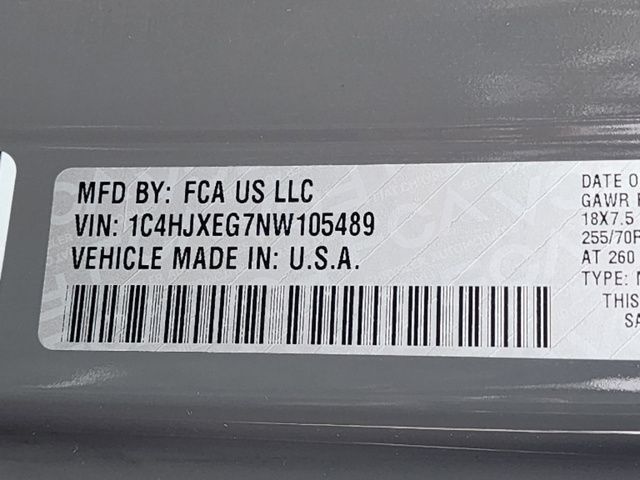 MFD BY: FCA US LLC
VIN: 1C4HJXEG7NW105489
VEHICLE MADE IN: U.S.A.
DATE O
GAWR
18X7.5
255/70R
AT 260
TYPE:
THIS
SA